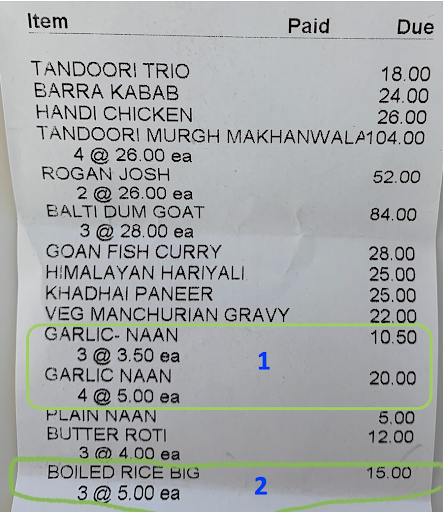 Item Paid Due
TANDOORI TRIO 18.00
BARRA KABAB 24.00
HANDI CHICKEN 26.00
TANDOORI MURGH MAKHANWALA 104.00
4 @ 26.00 ea
ROGAN JOSH 52.00
2 @ 26.00 ea
BALTI DUM GOAT 84.00
3 @ 28.00 ea
GOAN FISH CURRY 28.00
HIMALAYAN HARIYALI 25.00
KHADHAI PANEER 25.00
VEG MANCHURIAN GRAVY 22.00
GARLIC- NAAN 10.50
3 @ 3.50 ea
1
GARLIC NAAN 20.00
4 @ 5.00 ea
PLAIN NAAN 5.00
BUTTER ROTI 12.00
3 @ 4.00 ea
BOILED RICE BIG 15.00
3 @ 5.00 ea
2